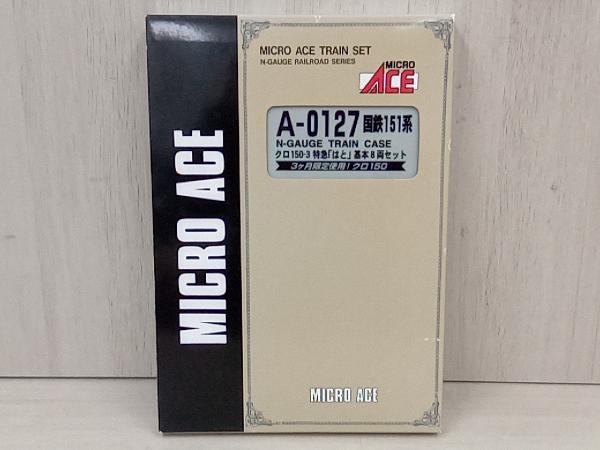 MICRO ACE TRAIN SET
N-GAUGE RAILROAD SERIES
MICRO
ACE
A-0127 国鉄151系
N-GAUGE TRAIN CASE
クロ150-3 特急「はと」基本8両セット
3ヶ月限定使用!クロ150
MICRO ACE
MICRO ACE